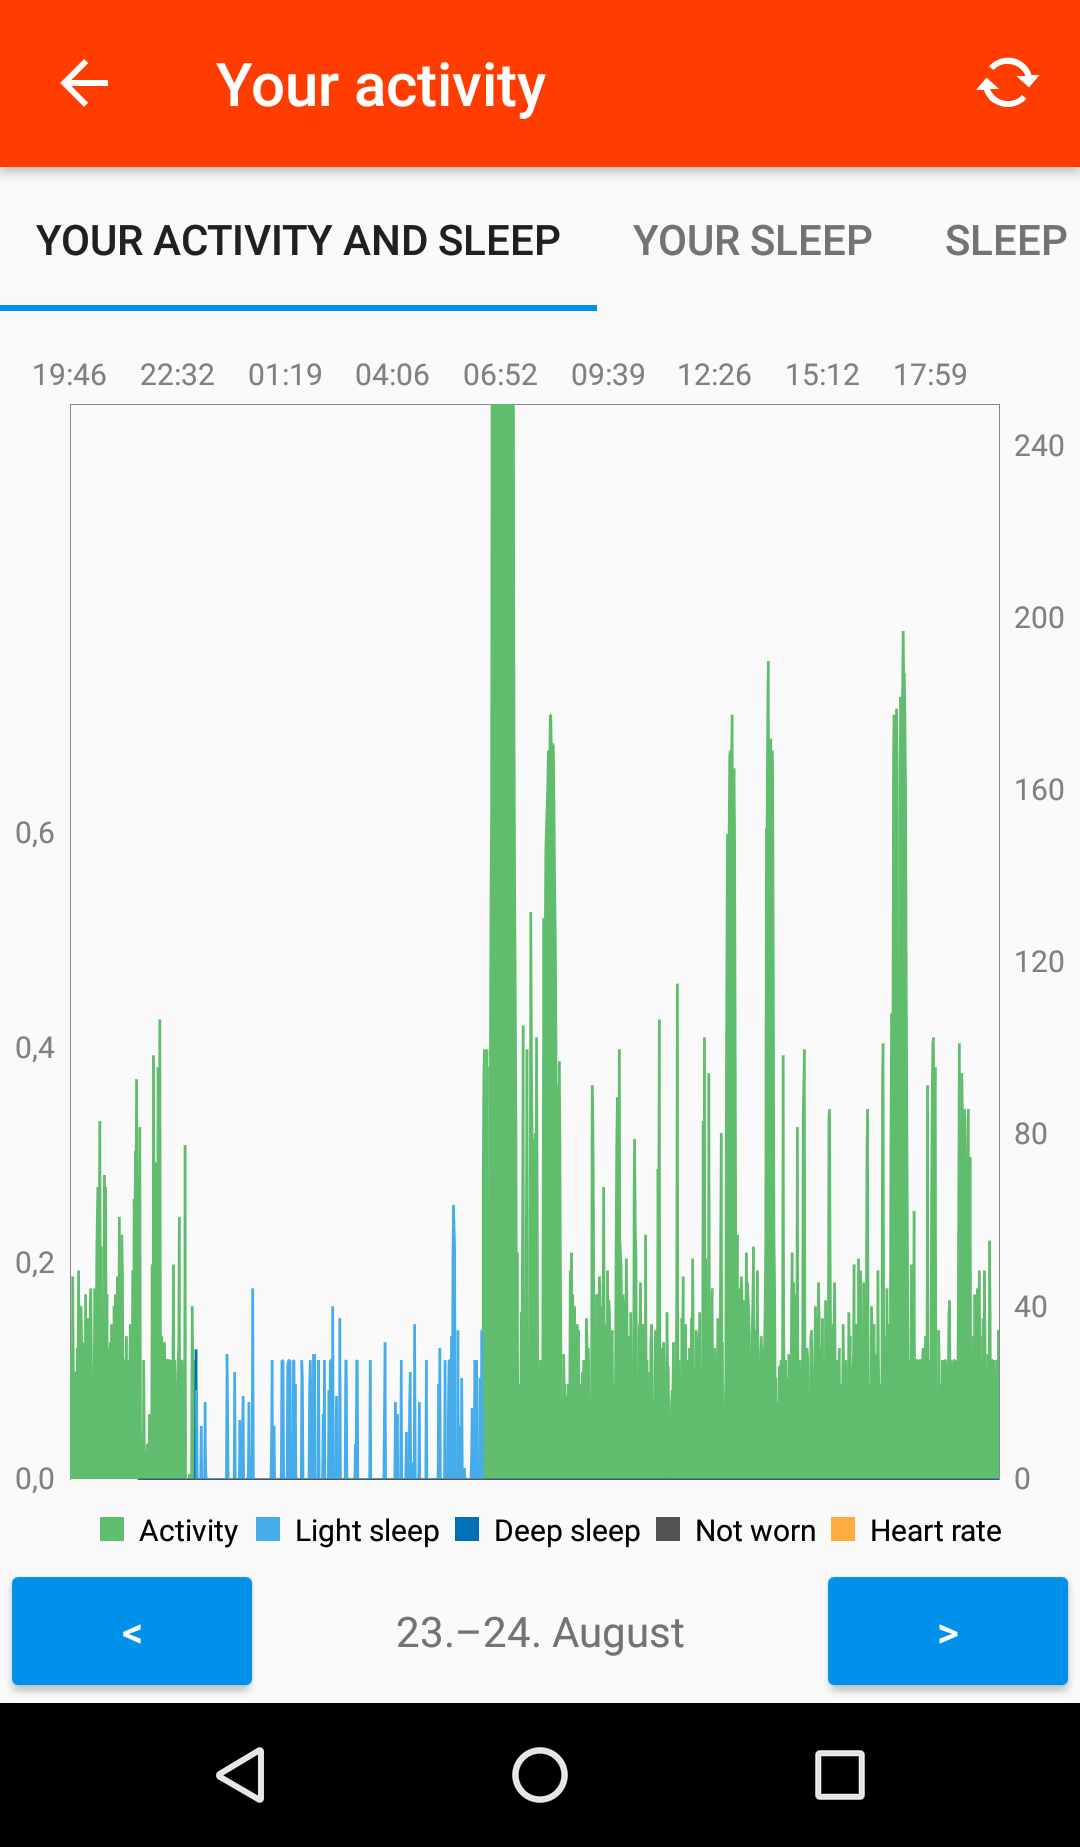 Your activity
YOUR ACTIVITY AND SLEEP YOUR SLEEP SLEEP
19:46 22:32 01:19 04:06 06:52 09:39 12:26 15:12 17:59
240
200
160
0,6
120
0,4
80
0,2
40
0,0 0
Activity Light sleep Deep sleep Not worn Heart rate
< 23.–24. August >